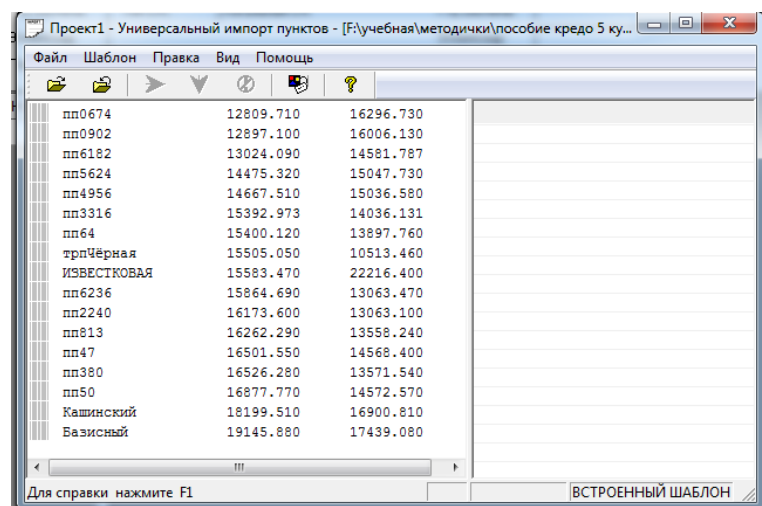 Проект1 - Универсальный импорт пунктов - [F:\учебная\методички\пособие кредо 5 ку...
Файл Шаблон Правка Вид Помощь
пп0674 12809.710 16296.730
пп0902 12897.100 16006.130
пп6182 13024.090 14581.787
пп5624 14475.320 15047.730
пп4956 14667.510 15036.580
пп3316 15392.973 14036.131
пп64 15400.120 13897.760
трпЧёрная 15505.050 10513.460
ИЗВЕСТКОВАЯ 15583.470 22216.400
пп6236 15864.690 13063.470
пп2240 16173.600 13063.100
пп813 16262.290 13558.240
пп47 16501.550 14568.400
пп380 16526.280 13571.540
пп50 16877.770 14572.570
Кашинский 18199.510 16900.810
Базисный 19145.880 17439.080
Для справки нажмите F1 ВСТРОЕННЫЙ ШАБЛОН